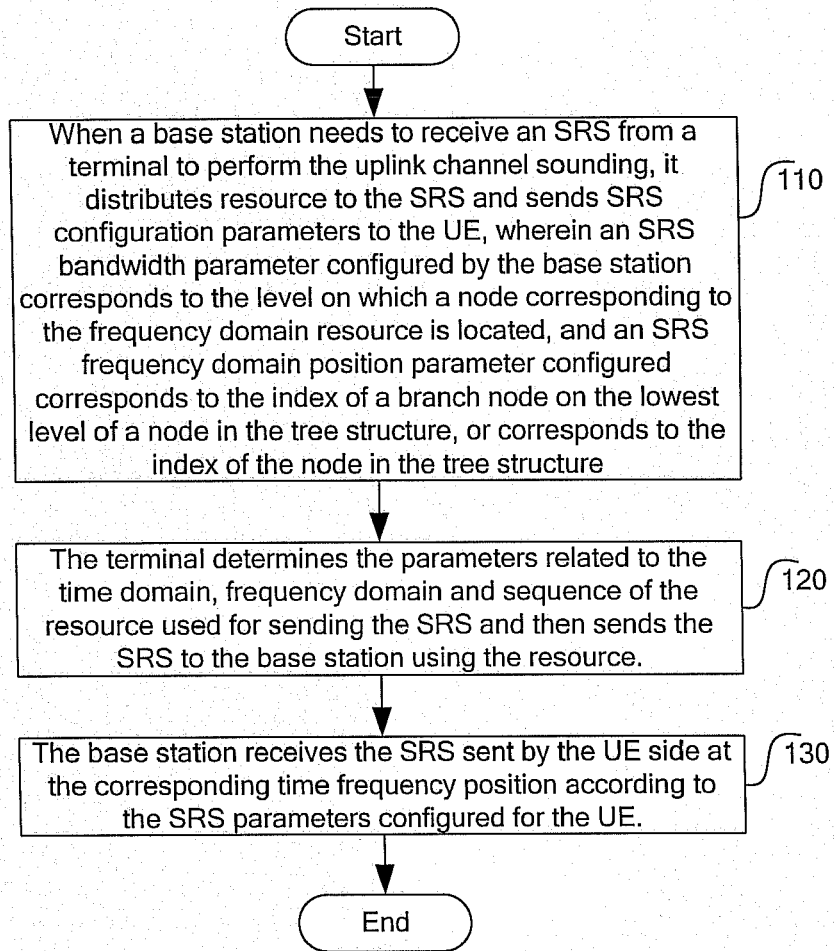 Start
When a base station needs to receive an SRS from a
terminal to perform the uplink channel sounding, it
distributes resource to the SRS and sends SRS
configuration parameters to the UE, wherein an SRS
bandwidth parameter configured by the base station
corresponds to the level on which a node corresponding to
the frequency domain resource is located, and an SRS
frequency domain position parameter configured
corresponds to the index of a branch node on the lowest
level of a node in the tree structure, or corresponds to the
index of the node in the tree structure
110
The terminal determines the parameters related to the
time domain, frequency domain and sequence of the
resource used for sending the SRS and then sends the
SRS to the base station using the resource.
120
The base station receives the SRS sent by the UE side at
the corresponding time frequency position according to
the SRS parameters configured for the UE.
130
End